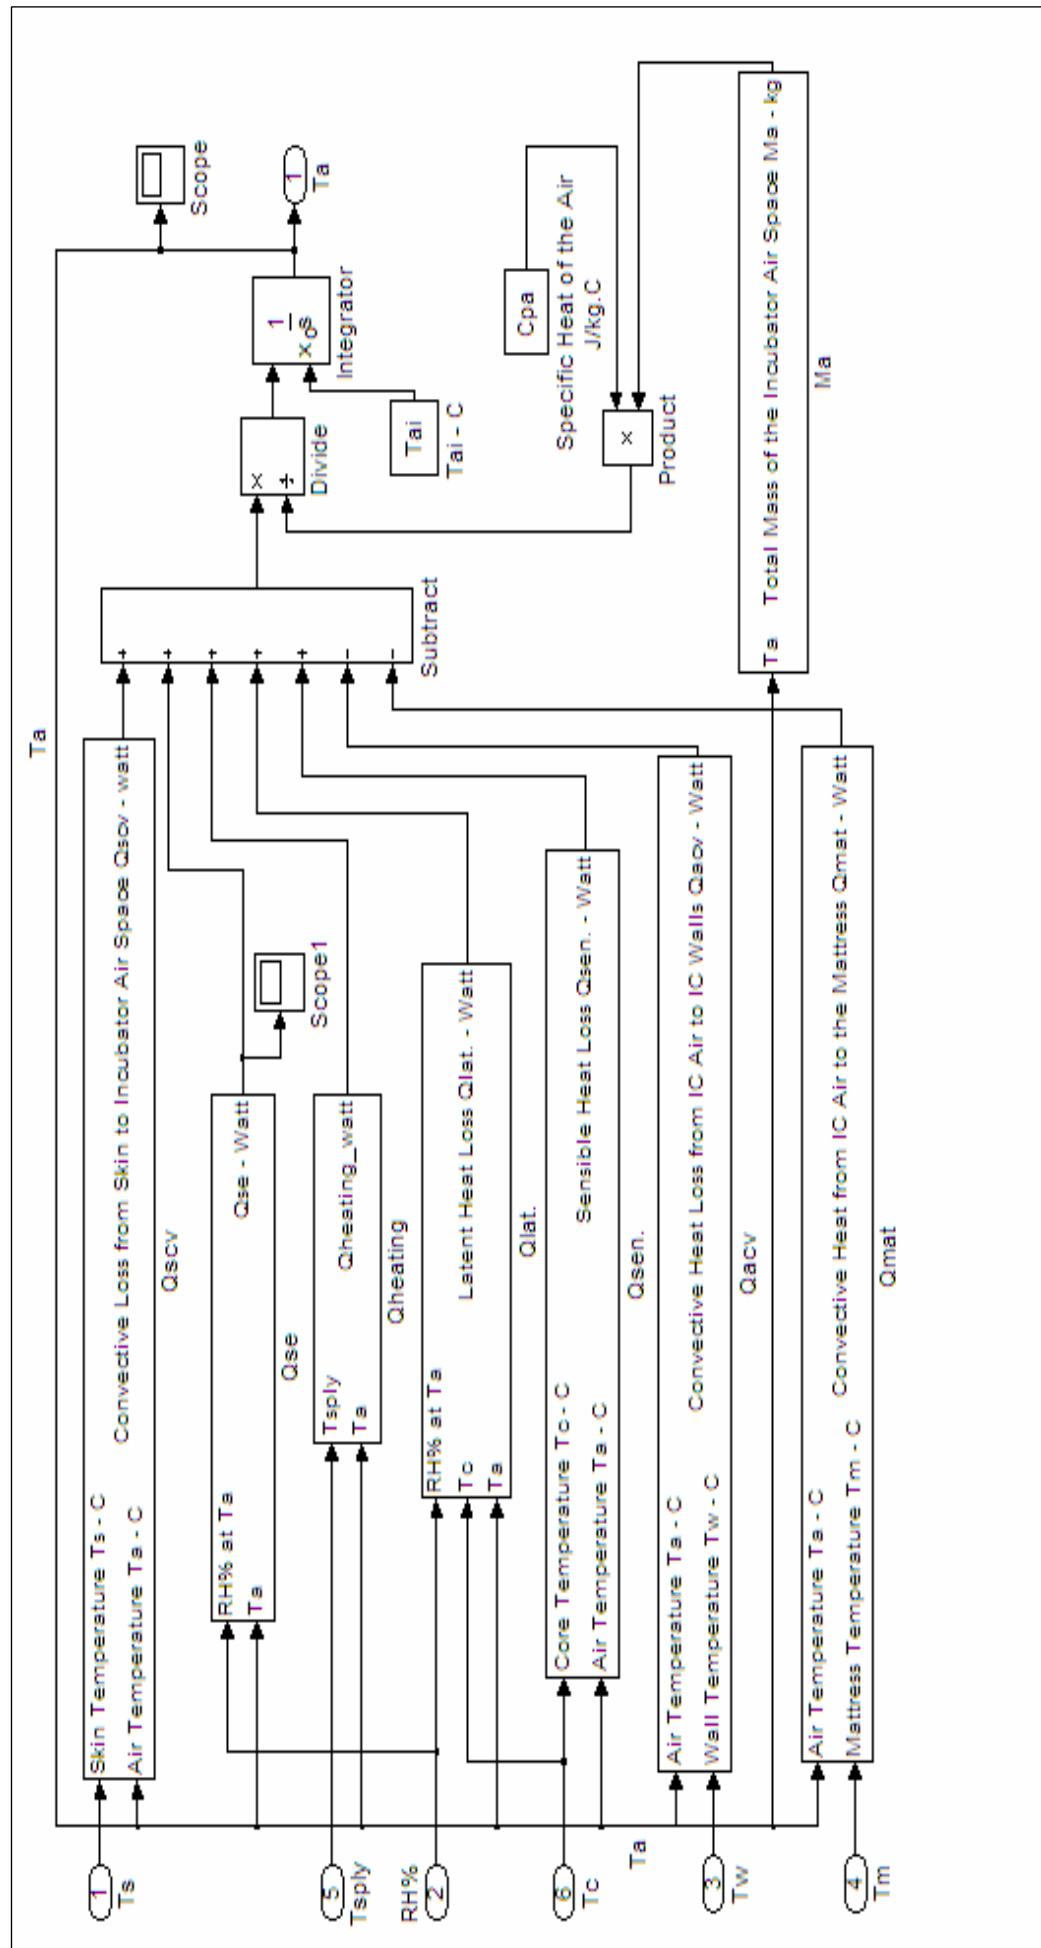 Ta
1
Ts
Skin Temperature Ts - C
Air Temperature Ta - C
Convective Loss from Skin to Incubator Air Space Qscv - watt
Qscv
RH% at Ta
Ta
Qse - Watt
Qse
Scope1
5
Tsply
Tsply
Ta
Qheating_watt
Qheating
RH%
2
RH% at Ta
Tc
Ta
Latent Heat Loss Qlat. - Watt
Qlat.
6
Tc
Core Temperature Tc - C
Air Temperature Ta - C
Sensible Heat Loss Qsen. - Watt
Qsen.
Ta
3
Tw
Air Temperature Ta - C
Wall Temperature Tw - C
Convective Heat Loss from IC Air to IC Walls Qacv - Watt
Qacv
4
Tm
Air Temperature Ta - C
Mattress Temperature Tm - C
Convective Heat from IC Air to the Mattress Qmat - Watt
Qmat
+
+
+
+
+
-
-
Subtract
×
÷
Divide
Tai
Tai - C
1
s
xo
Integrator
Scope
1
Ta
Cpa
Specific Heat of the Air
J/kg.C
×
Product
Ta
Total Mass of the Incubator Air Space Ma - kg
Ma